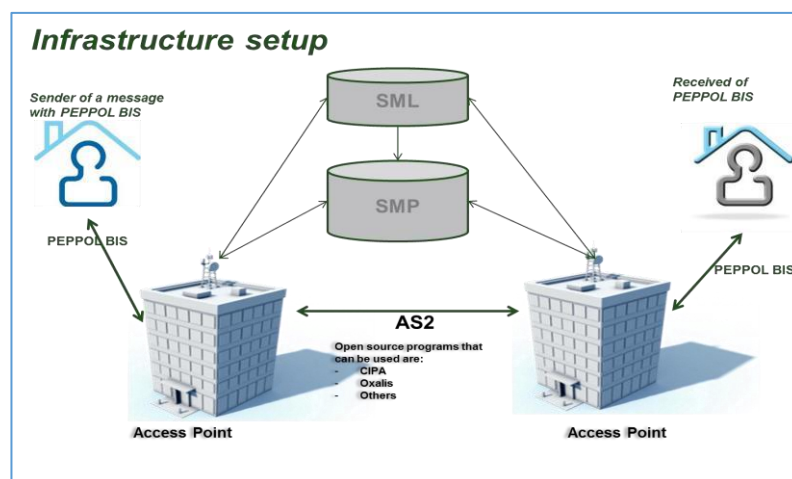 Infrastructure setup
Sender of a message
with PEPPOL BIS
SML
Received of
PEPPOL BIS
SMP
PEPPOL BIS
PEPPOL BIS
AS2
Open source programs that
can be used are:
- CIPA
- Oxalis
- Others
Access Point
Access Point